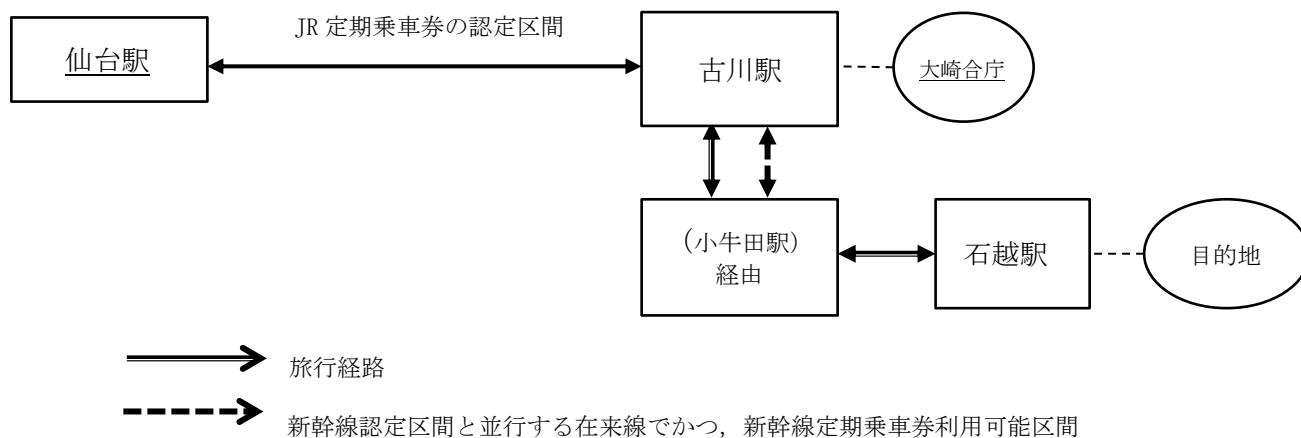 JR 定期乗車券の認定区間
仙台駅
古川駅
大崎合庁
（小牛田駅）
経由
石越駅
目的地
旅行経路
新幹線認定区間と並行する在来線でかつ，新幹線定期乗車券利用可能区間